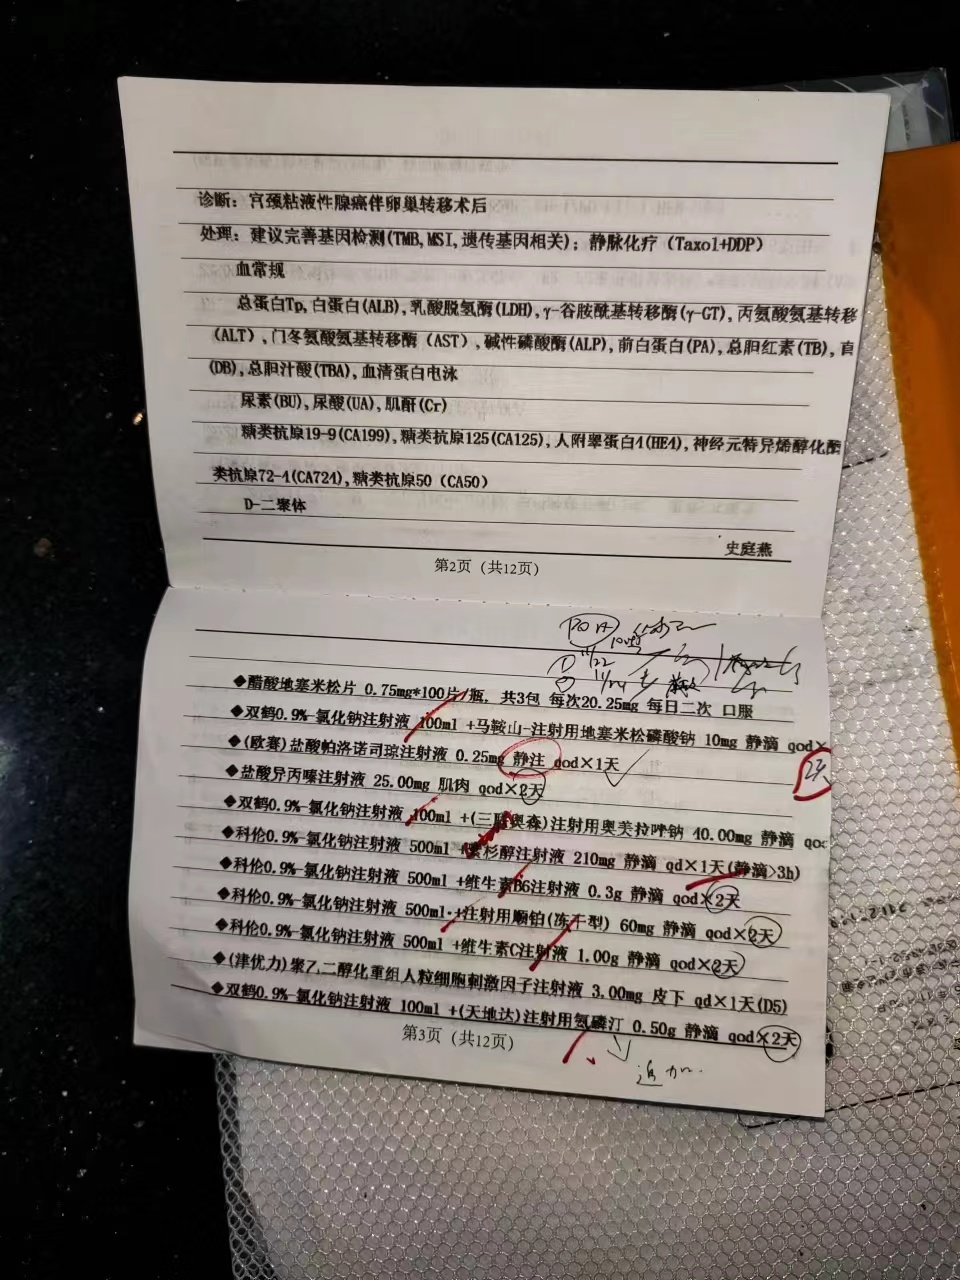 诊断：宫颈粘液性腺癌伴卵巢转移术后
处理：建议完善基因检测(TMB,MSI,遗传基因相关)；静脉化疗（Taxol+DDP）
血常规
总蛋白Tp,白蛋白(ALB),乳酸脱氢酶(LDH),γ-谷胺酰基转移酶(γ-GT),丙氨酸氨基转移
(ALT),门冬氨酸氨基转移酶（AST）,碱性磷酸酶(ALP),前白蛋白(PA),总胆红素(TB),直
(DB),总胆汁酸(TBA),血清蛋白电泳
尿素(BU),尿酸(UA),肌酐(Cr)
糖类抗原19-9(CA199),糖类抗原125(CA125),人附睾蛋白4(HE4),神经元特异烯醇化酶
类抗原72-4(CA724),糖类抗原50（CA50）
D-二聚体
史庭燕
第2页（共12页）
11/22
◆醋酸地塞米松片 0.75mg*100片/瓶, 共3包 每次20.25mg 每日二次 口服
◆双鹤0.9%-氯化钠注射液 100ml +马鞍山-注射用地塞米松磷酸钠 10mg 静滴 qod×
2天
◆(欧赛)盐酸帕洛诺司琼注射液 0.25mg 静注 qod×1天
◆盐酸异丙嗪注射液 25.00mg 肌肉 qod×2天
◆双鹤0.9%-氯化钠注射液 100ml +(三 奥森)注射用奥美拉唑钠 40.00mg 静滴 qod
◆科伦0.9%-氯化钠注射液 500ml +紫杉醇注射液 210mg 静滴 qd×1天(静滴>3h)
◆科伦0.9%-氯化钠注射液 500ml +维生素B6注射液 0.3g 静滴 qod×2天
◆科伦0.9%-氯化钠注射液 500ml +注射用顺铂(冻干型) 60mg 静滴 qod×2天
◆科伦0.9%-氯化钠注射液 500ml +维生素C注射液 1.00g 静滴 qod×2天
◆(津优力)聚乙二醇化重组人粒细胞刺激因子注射液 3.00mg 皮下 qd×1天(D5)
◆双鹤0.9%-氯化钠注射液 100ml +(天地达)注射用氨磷汀 0.50g 静滴 qod×2天
第3页（共12页）
追加